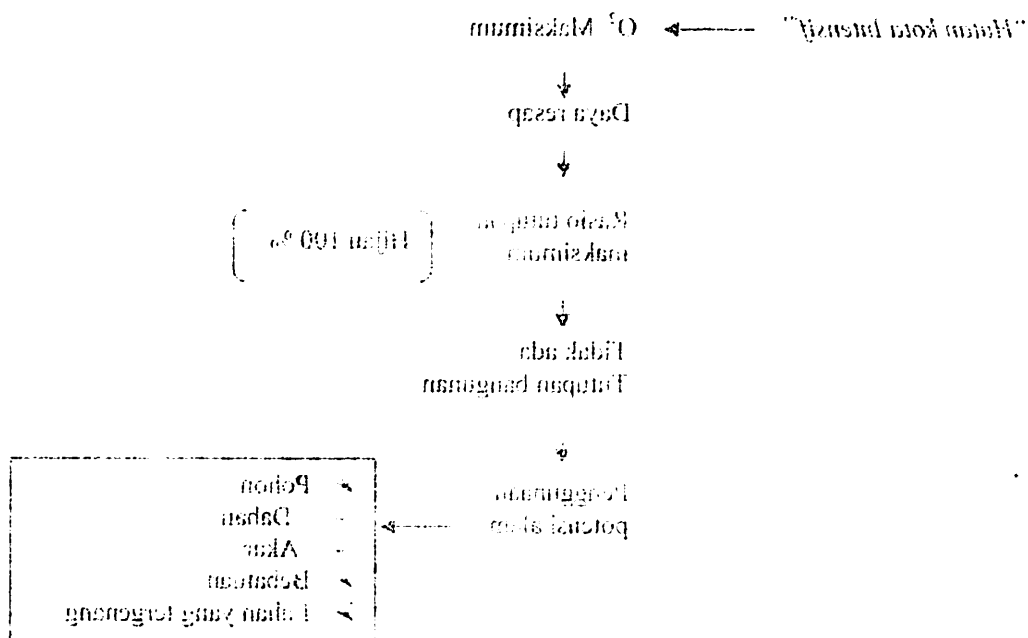 "Hutan kota Intensif"
O² Maksimum
Daya resap
Rasio tutupan
maksimum
Hijau 100 %
Tidak ada
Tutupan bangunan
Penggunaan
potensi alam
Pohon
- Dahan
- Akar
Bebatuan
Lahan yang tergenang